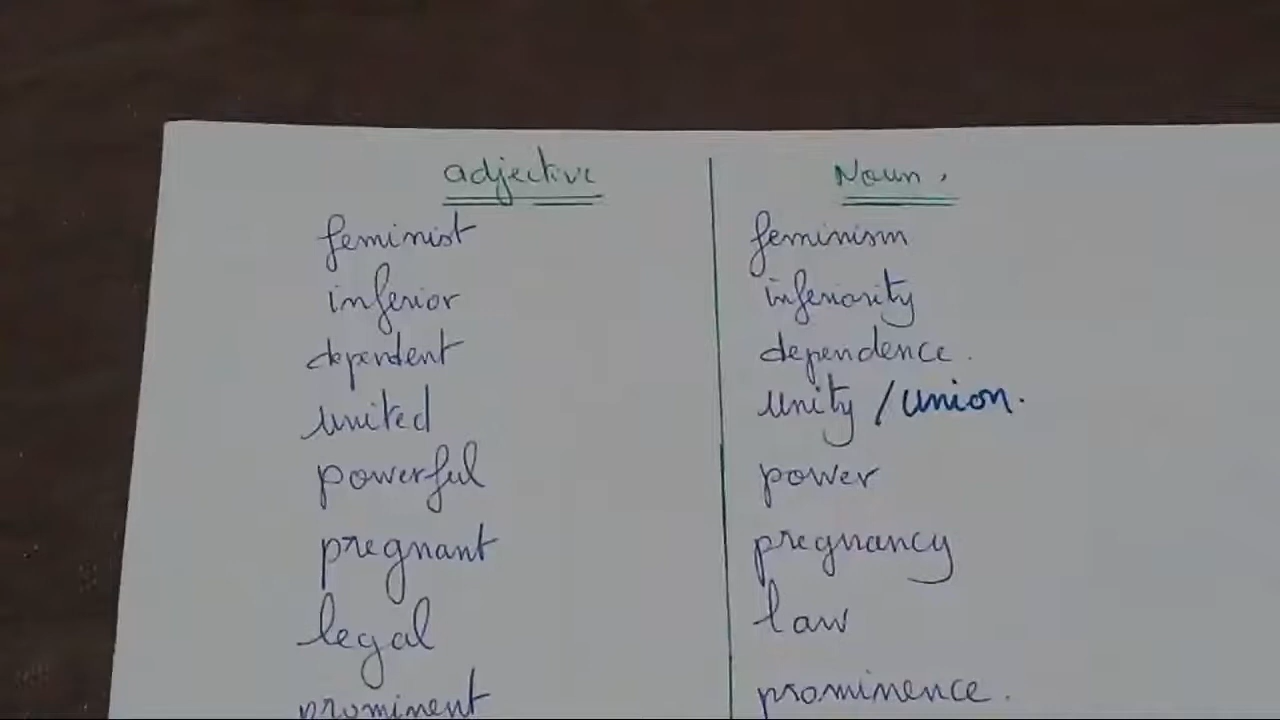 adjective Noun.
feminist feminism
inferior inferiority
dependent dependence.
united unity / union.
powerful power
pregnant pregnancy
legal law
prominent prominence.